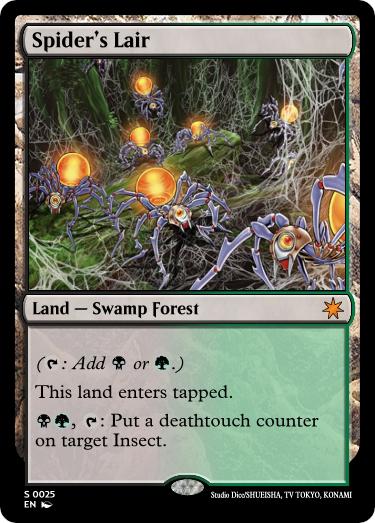 Spider's Lair
Land — Swamp Forest
(: Add  or .)
This land enters tapped.
, : Put a deathtouch counter
on target Insect.
S 0025
EN
Studio Dice/SHUEISHA, TV TOKYO, KONAMI